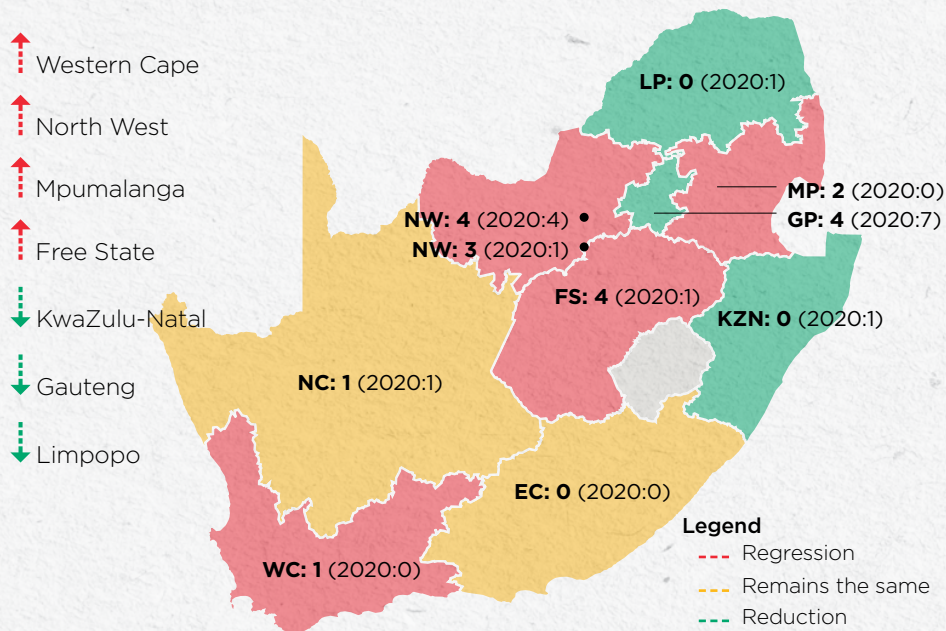 Western Cape
North West
Mpumalanga
Free State
KwaZulu-Natal
Gauteng
Limpopo
LP: 0 (2020:1)
MP: 2 (2020:0)
GP: 4 (2020:7)
NW: 4 (2020:4)
NW: 3 (2020:1)
FS: 4 (2020:1)
KZN: 0 (2020:1)
NC: 1 (2020:1)
EC: 0 (2020:0)
WC: 1 (2020:0)
Legend
Regression
Remains the same
Reduction